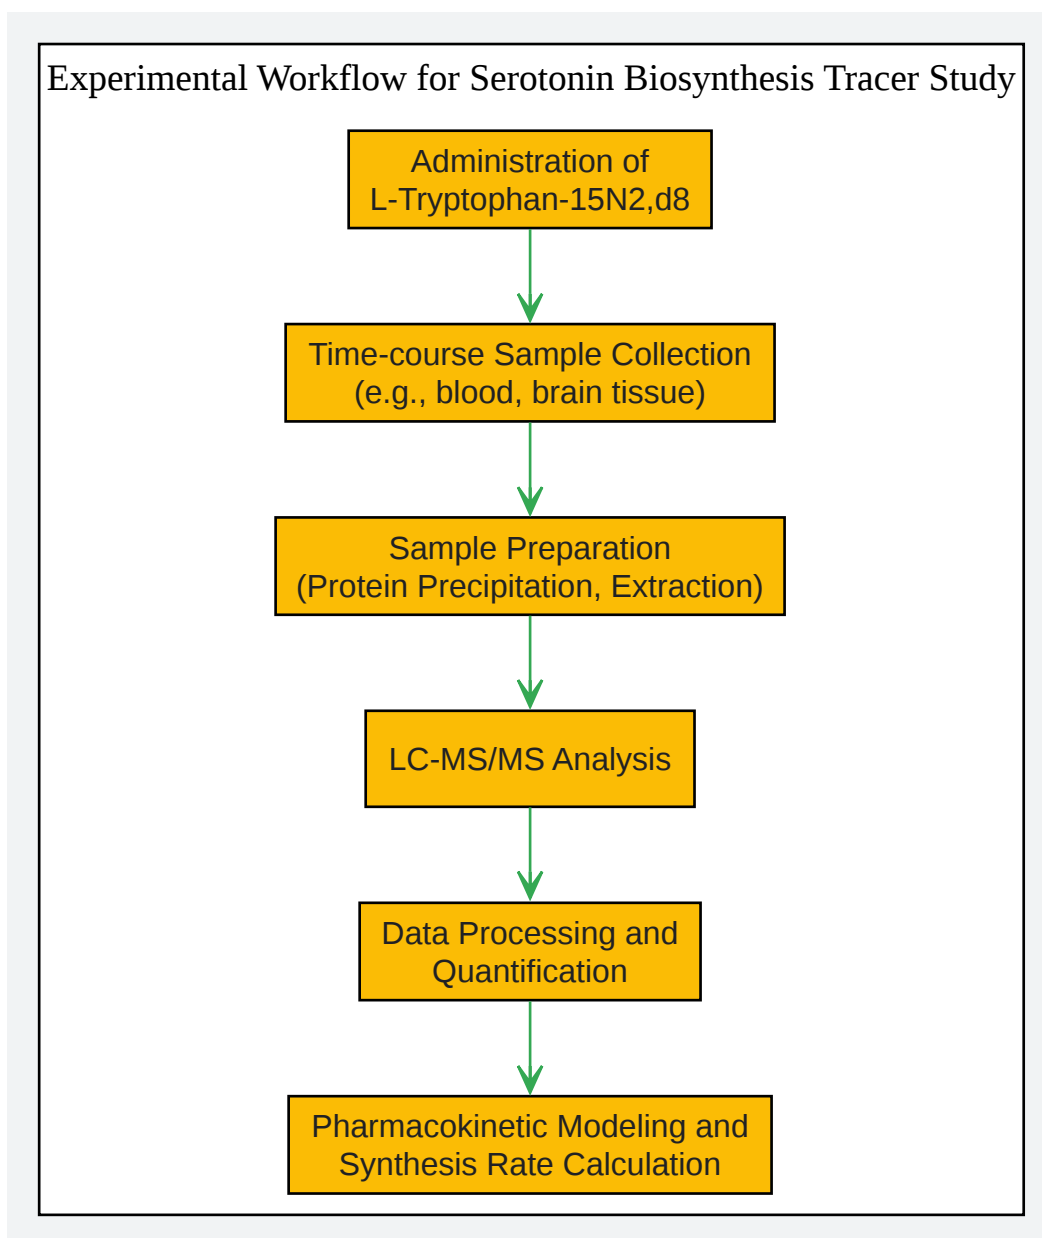 Experimental Workflow for Serotonin Biosynthesis Tracer Study
Administration of
L-Tryptophan-15N2,d8
Time-course Sample Collection
(e.g., blood, brain tissue)
Sample Preparation
(Protein Precipitation, Extraction)
LC-MS/MS Analysis
Data Processing and
Quantification
Pharmacokinetic Modeling and
Synthesis Rate Calculation